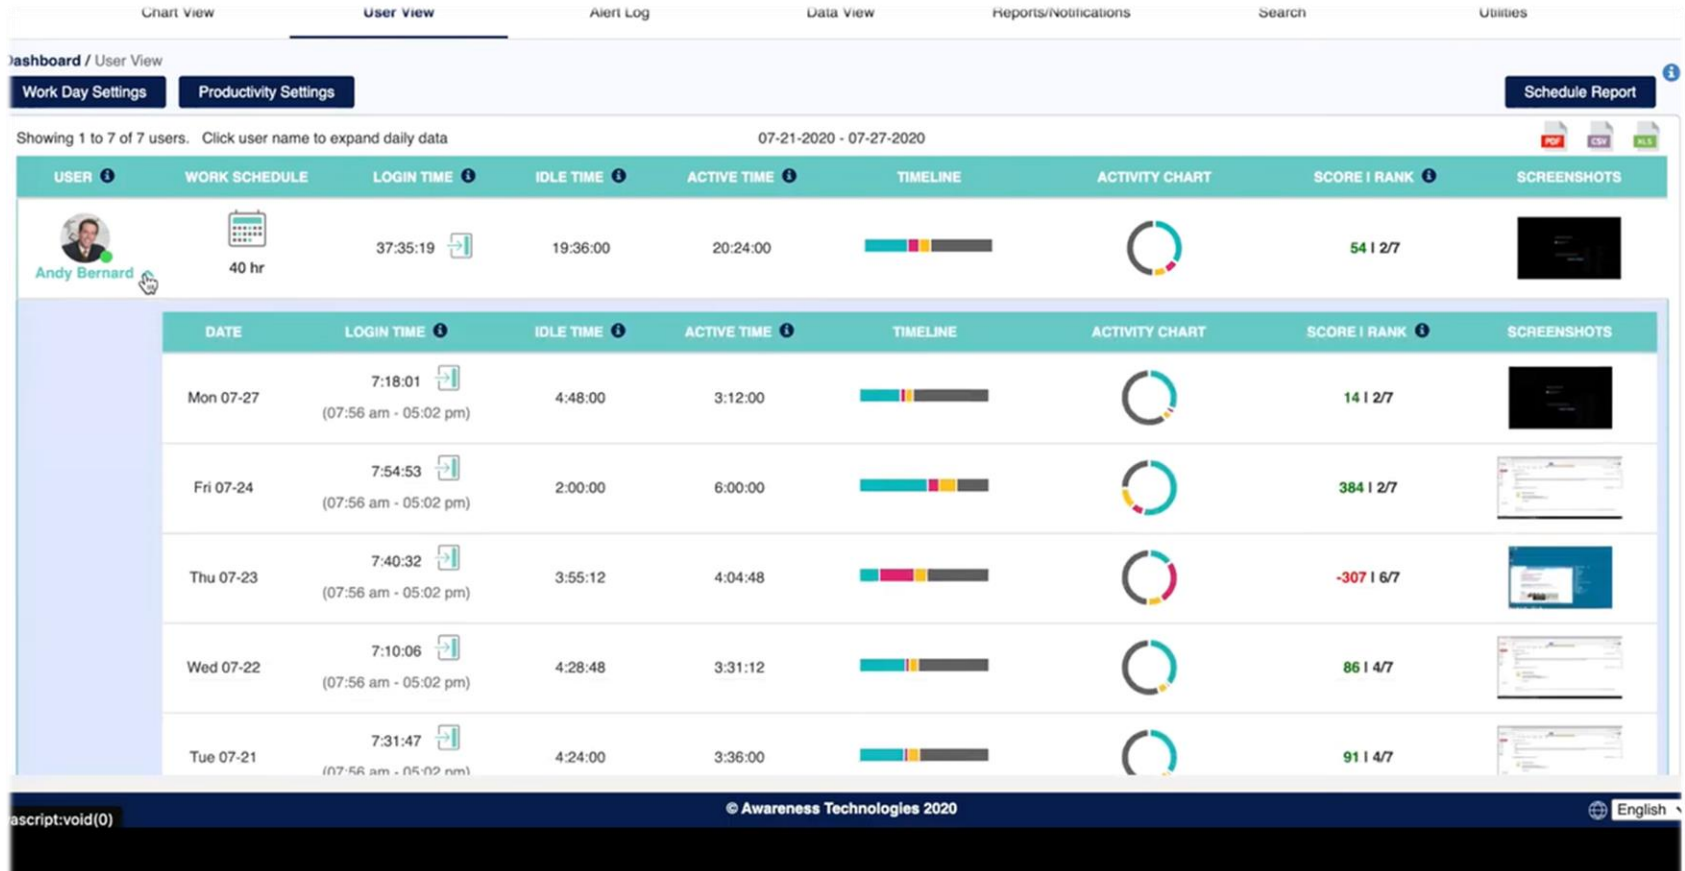 Chart View User View Alert Log Data View Reports/Notifications Search Utilities
Dashboard / User View
Work Day Settings Productivity Settings Schedule Report
Showing 1 to 7 of 7 users. Click user name to expand daily data 07-21-2020 - 07-27-2020 PDF CSV XLS
USER WORK SCHEDULE LOGIN TIME IDLE TIME ACTIVE TIME TIMELINE ACTIVITY CHART SCORE | RANK SCREENSHOTS
37:35:19 19:36:00 20:24:00 54 | 2/7
Andy Bernard 40 hr
DATE LOGIN TIME IDLE TIME ACTIVE TIME TIMELINE ACTIVITY CHART SCORE | RANK SCREENSHOTS
7:18:01
Mon 07-27 4:48:00 3:12:00 14 | 2/7
(07:56 am - 05:02 pm)
7:54:53
Fri 07-24 2:00:00 6:00:00 384 | 2/7
(07:56 am - 05:02 pm)
7:40:32
Thu 07-23 3:55:12 4:04:48 -307 | 6/7
(07:56 am - 05:02 pm)
7:10:06
Wed 07-22 4:28:48 3:31:12 86 | 4/7
(07:56 am - 05:02 pm)
7:31:47
Tue 07-21 4:24:00 3:36:00 91 | 4/7
(07:56 am - 05:02 pm)
© Awareness Technologies 2020 English
ascript:void(0)